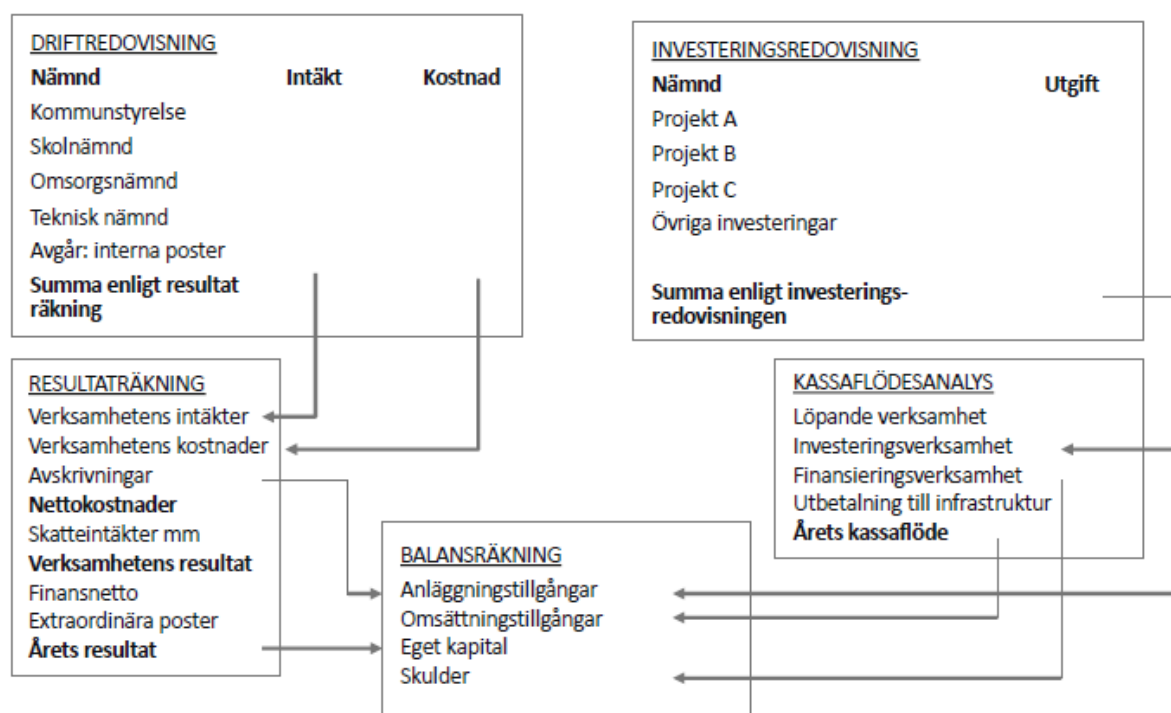 DRIFTREDOVISNING
Nämnd Intäkt Kostnad
Kommunstyrelse
Skolnämnd
Omsorgsnämnd
Teknisk nämnd
Avgår: interna poster
Summa enligt resultat
räkning
INVESTERINGSREDOVISNING
Nämnd Utgift
Projekt A
Projekt B
Projekt C
Övriga investeringar
Summa enligt investerings-
redovisningen
RESULTATRÄKNING
Verksamhetens intäkter
Verksamhetens kostnader
Avskrivningar
Nettokostnader
Skatteintäkter mm
Verksamhetens resultat
Finansnetto
Extraordinära poster
Årets resultat
KASSAFLÖDESANALYS
Löpande verksamhet
Investeringsverksamhet
Finansieringsverksamhet
Utbetalning till infrastruktur
Årets kassaflöde
BALANSRÄKNING
Anläggningstillgångar
Omsättningstillgångar
Eget kapital
Skulder